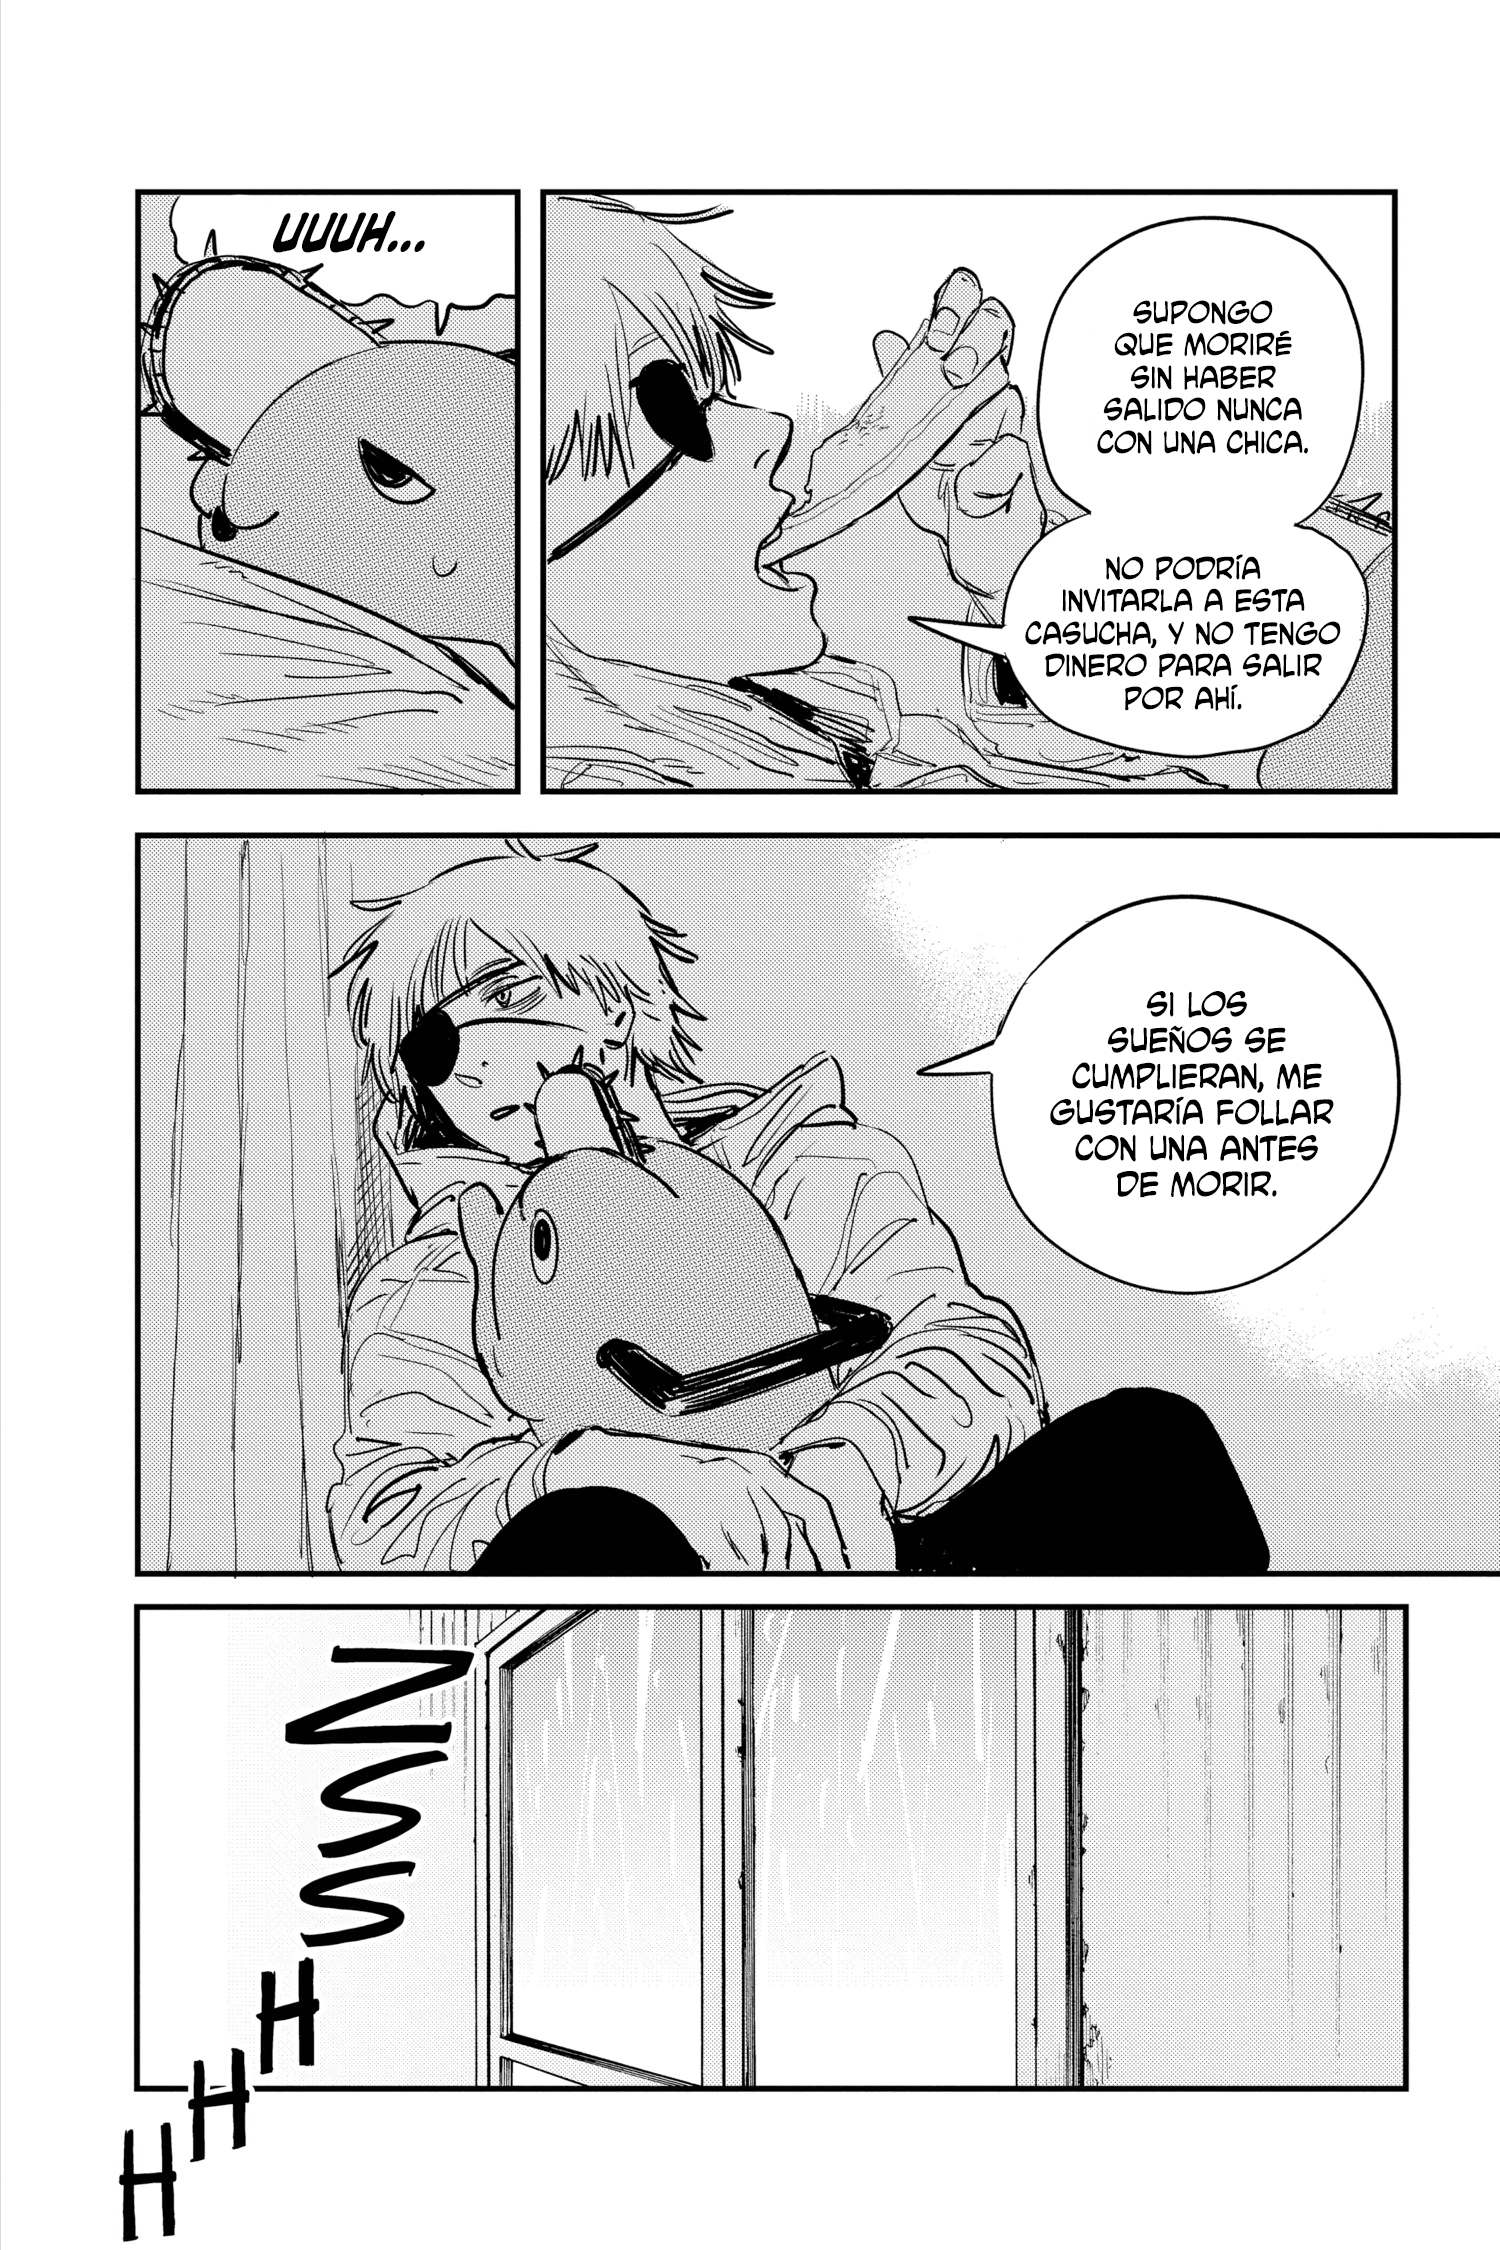 SUPONGO
QUE MORIRÉ
SIN HABER
SALIDO NUNCA
CON UNA CHICA.
NO PODRÍA
INVITARLA A ESTA
CASUCHA, Y NO TENGO
DINERO PARA SALIR
POR AHÍ.
UUUH...
SI LOS
SUEÑOS SE
CUMPLIERAN, ME
GUSTARÍA FOLLAR
CON UNA ANTES
DE MORIR.
ZSSHHH